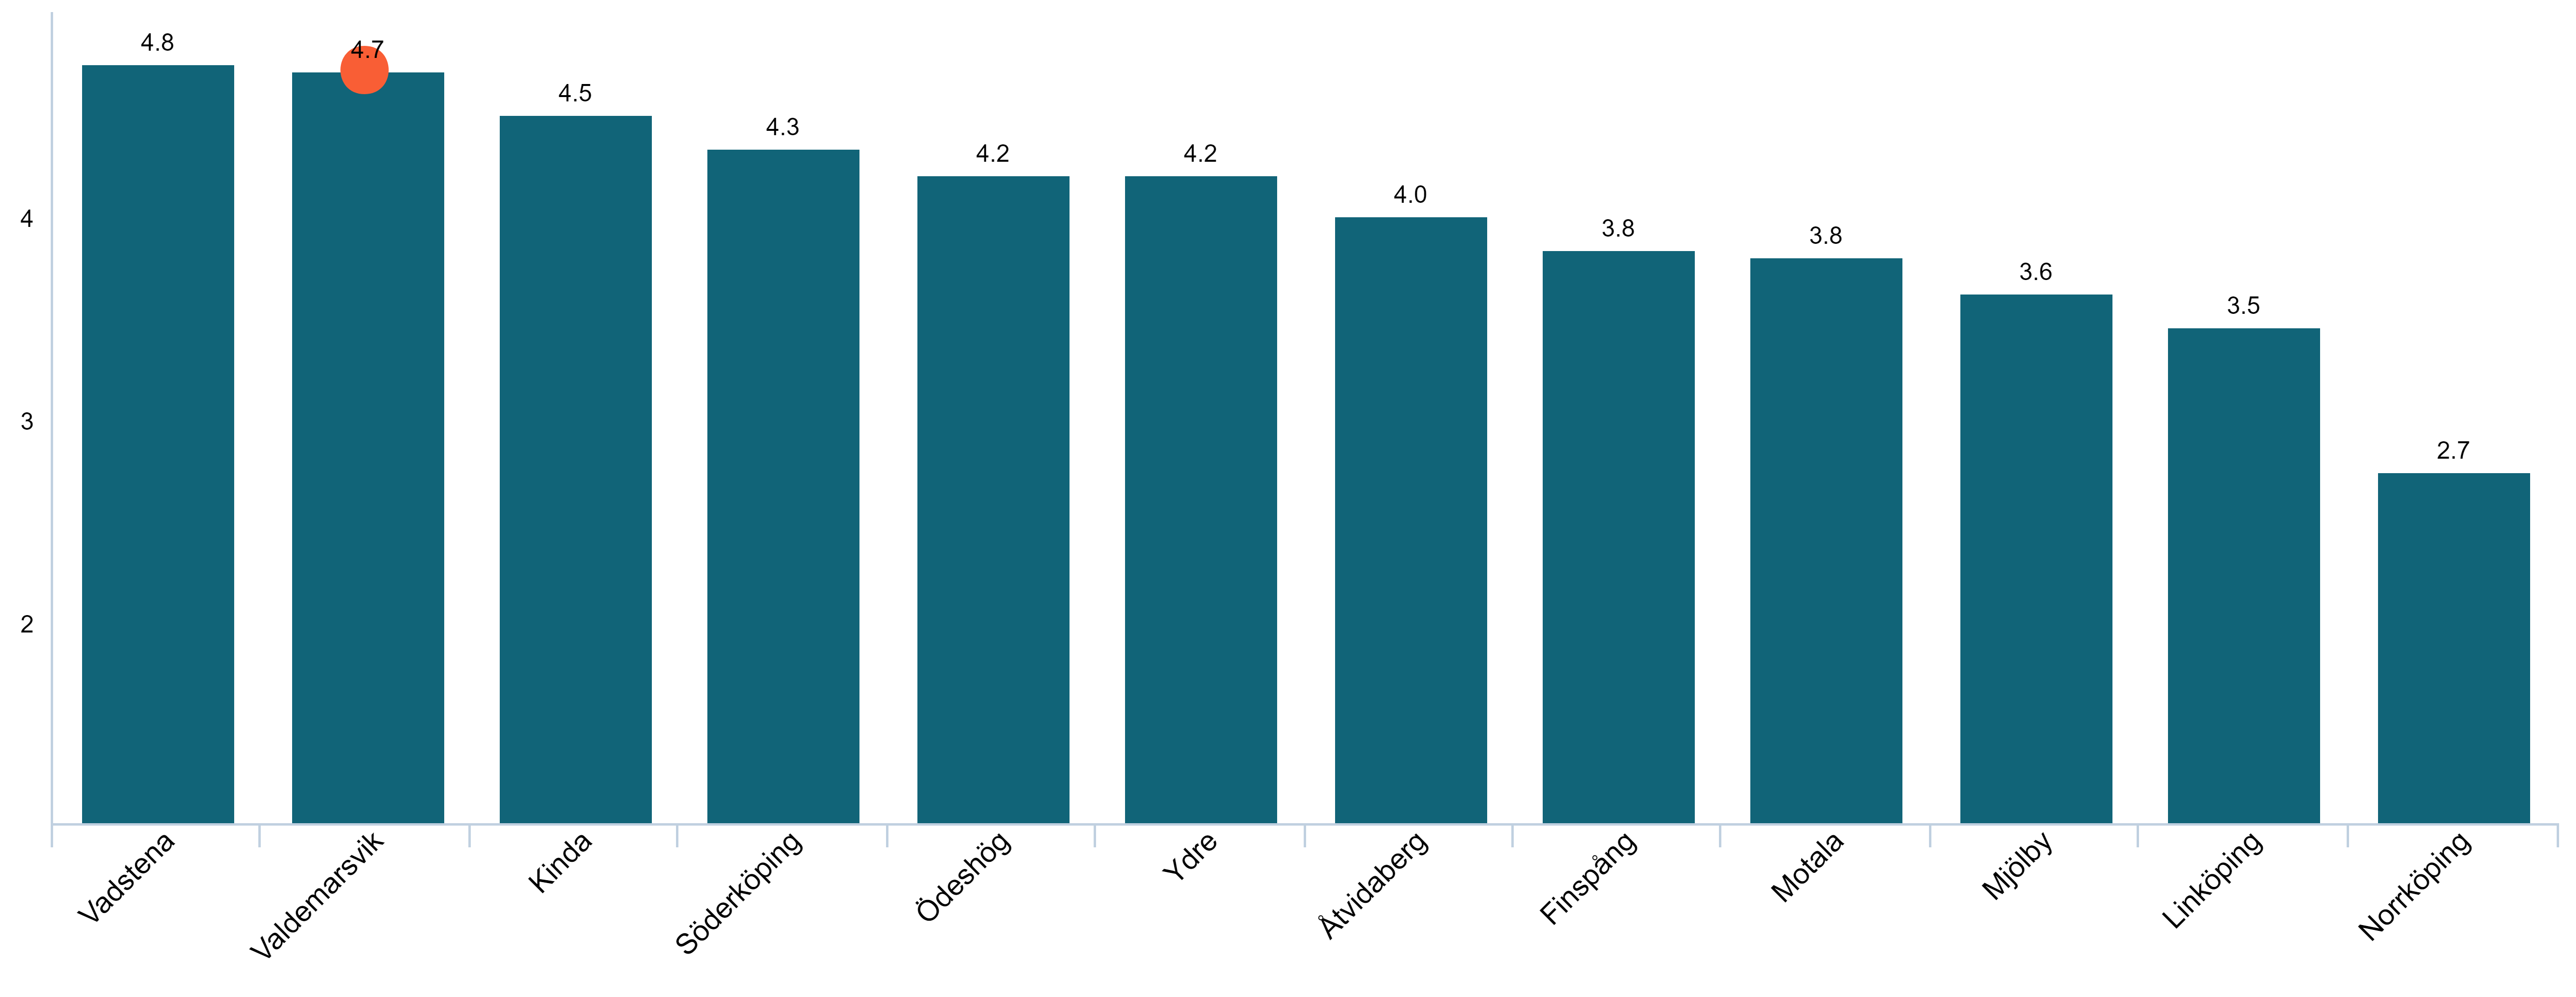 4.8
4.7
4.5
4.3
4.2
4.2
4.0
3.8
3.8
3.6
3.5
2.7
4
3
2
Vadstena
Valdemarsvik
Kinda
Söderköping
Ödeshög
Ydre
Åtvidaberg
Finspång
Motala
Mjölby
Linköping
Norrköping